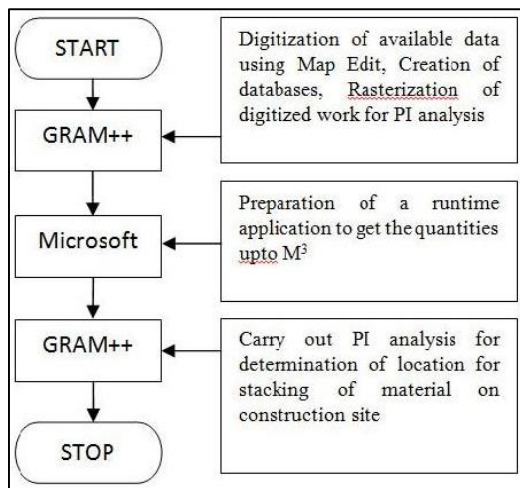 START
Digitization of available data
using Map Edit, Creation of
databases, Rasterization of
digitized work for PI analysis
GRAM++
Preparation of a runtime
application to get the quantities
upto M³
Microsoft
Carry out PI analysis for
determination of location for
stacking of material on
construction site
GRAM++
STOP